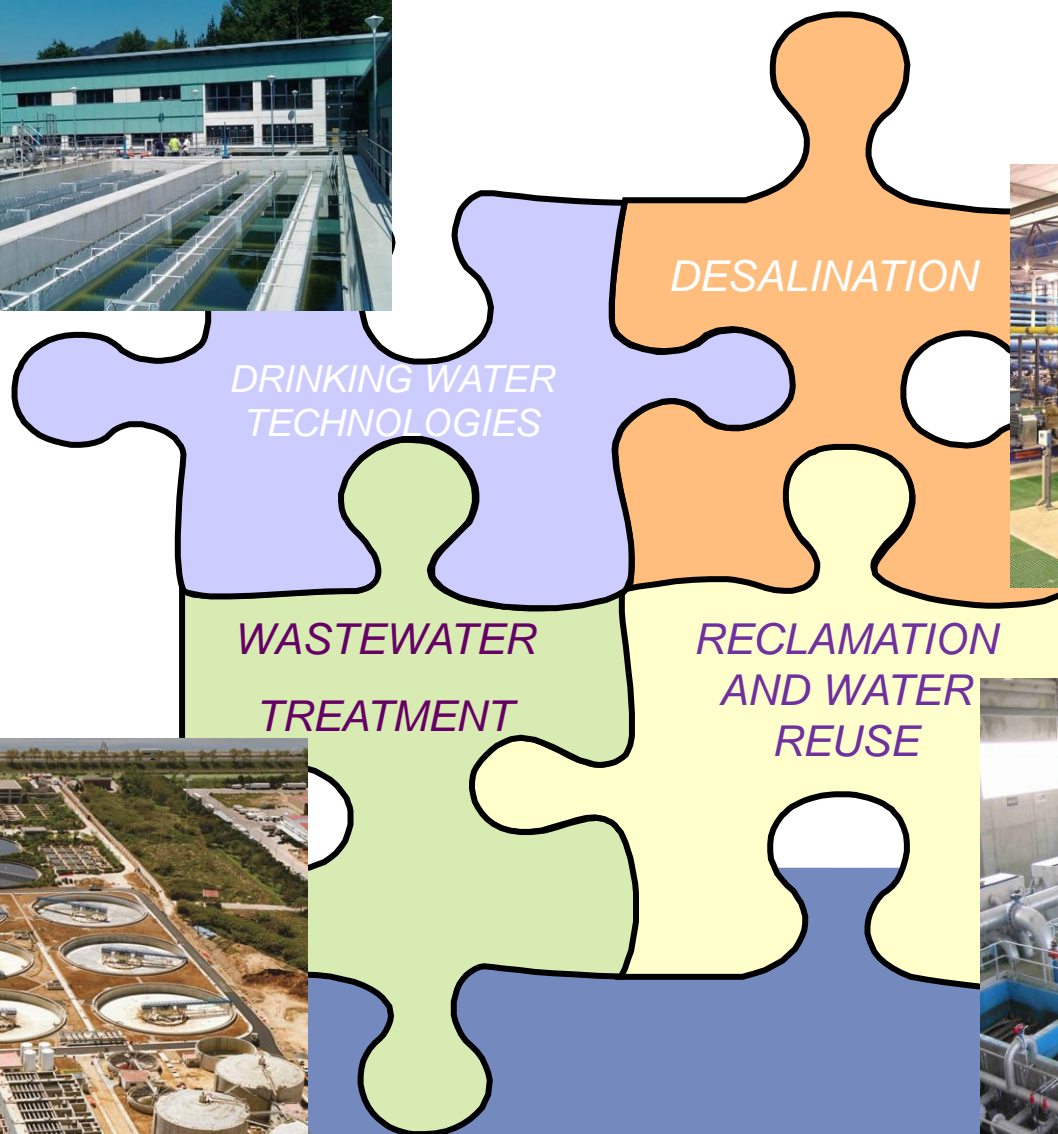 DESALINATION
DRINKING WATER
TECHNOLOGIES
WASTEWATER
TREATMENT
RECLAMATION
AND WATER
REUSE